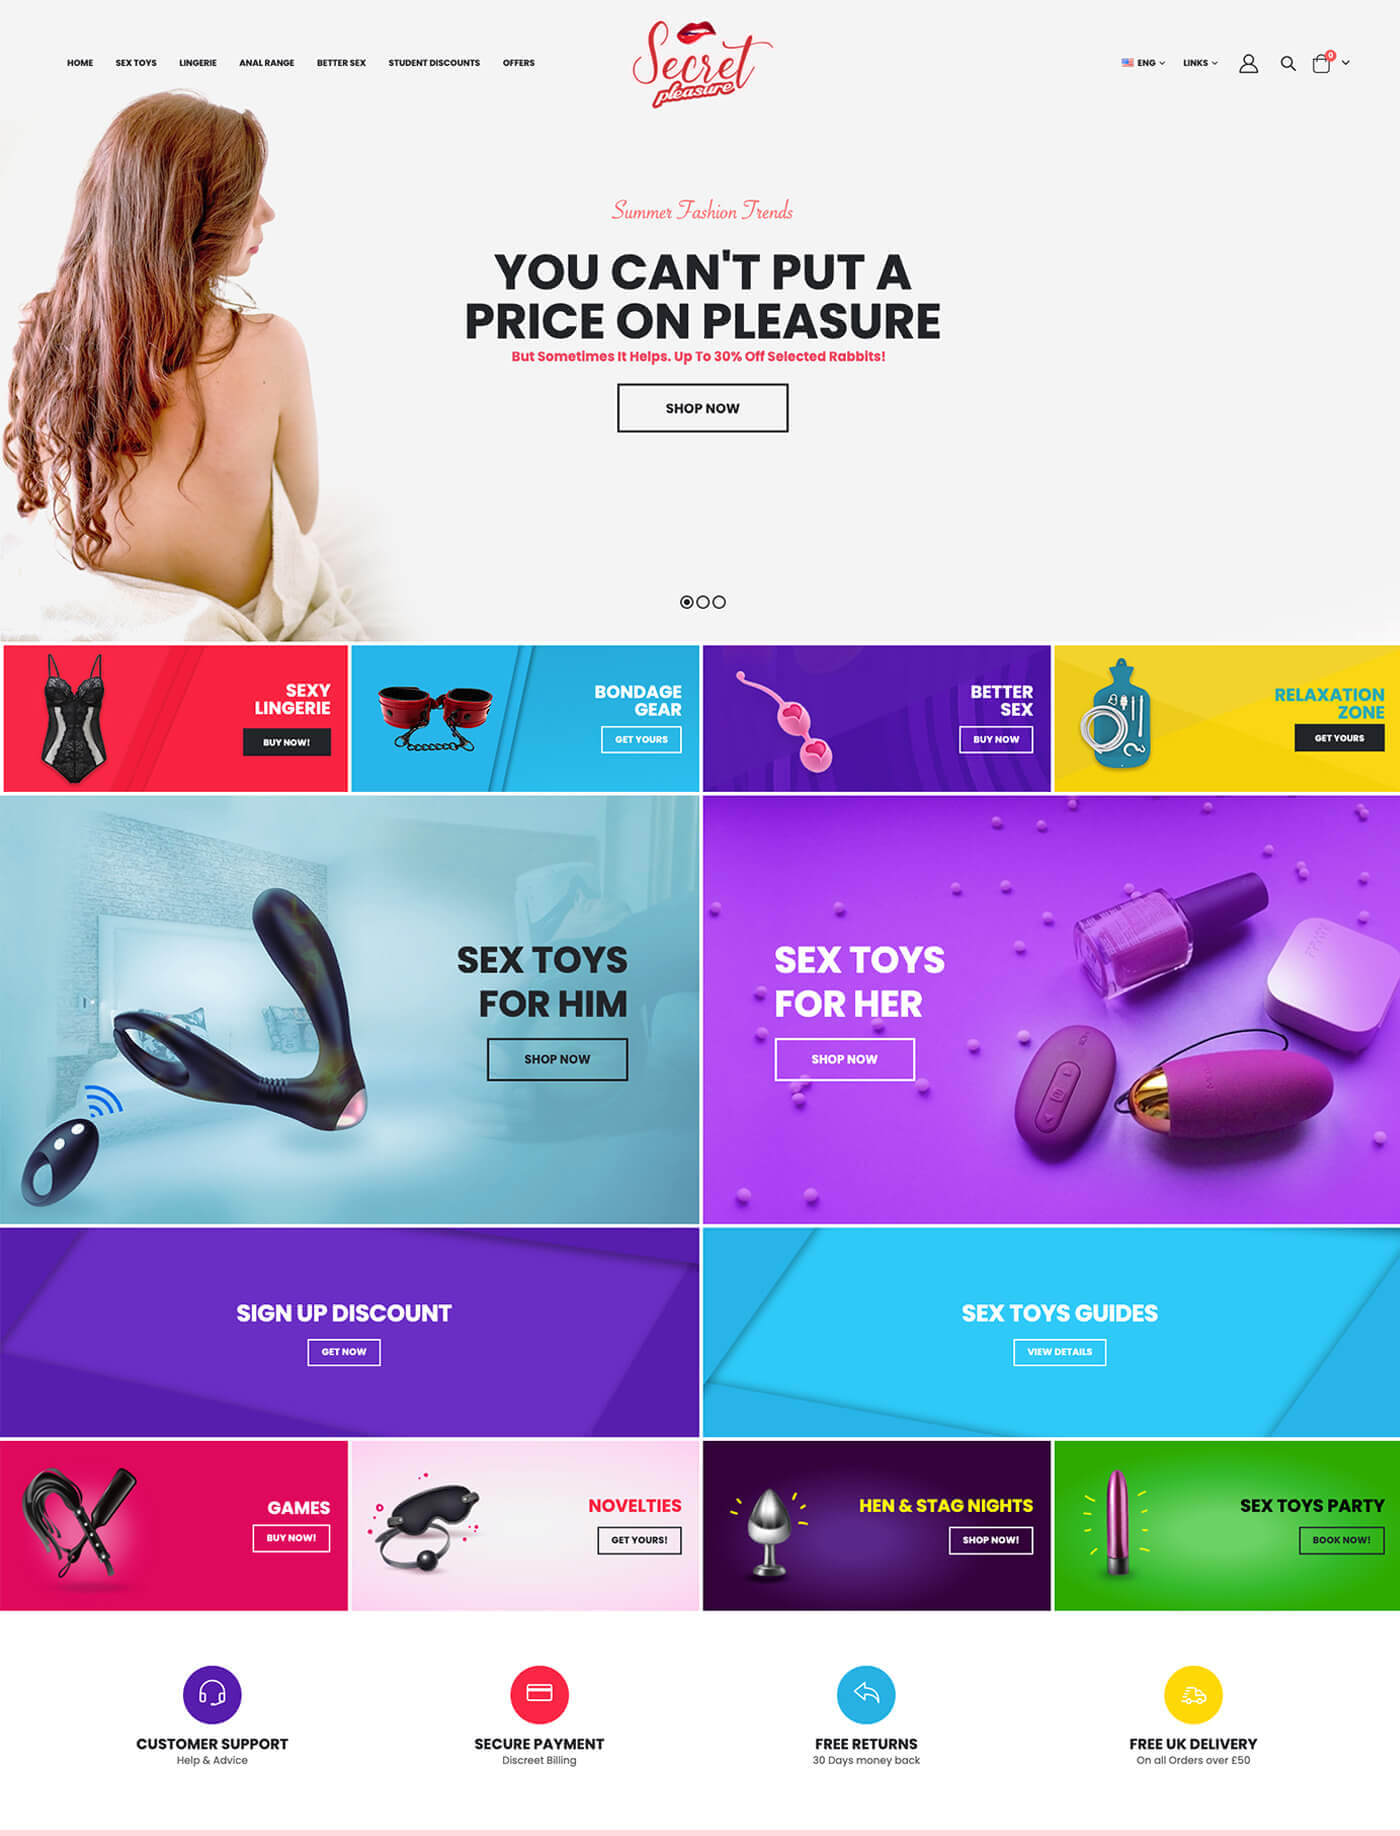 HOME
SEX TOYS
LINGERIE
ANAL RANGE
BETTER SEX
STUDENT DISCOUNTS
OFFERS
Secret
pleasure
ENG
LINKS
0
Summer Fashion Trends
YOU CAN'T PUT A
PRICE ON PLEASURE
But Sometimes It Helps. Up To 30% Off Selected Rabbits!
SHOP NOW
SEXY
LINGERIE
BUY NOW!
BONDAGE
GEAR
GET YOURS
BETTER
SEX
BUY NOW
RELAXATION
ZONE
GET YOURS
SEX TOYS
FOR HIM
SHOP NOW
SEX TOYS
FOR HER
SHOP NOW
SIGN UP DISCOUNT
GET NOW
SEX TOYS GUIDES
VIEW DETAILS
GAMES
BUY NOW!
NOVELTIES
GET YOURS!
HEN & STAG NIGHTS
SHOP NOW!
SEX TOYS PARTY
BOOK NOW!
CUSTOMER SUPPORT
Help & Advice
SECURE PAYMENT
Discreet Billing
FREE RETURNS
30 Days money back
FREE UK DELIVERY
On all Orders over £50